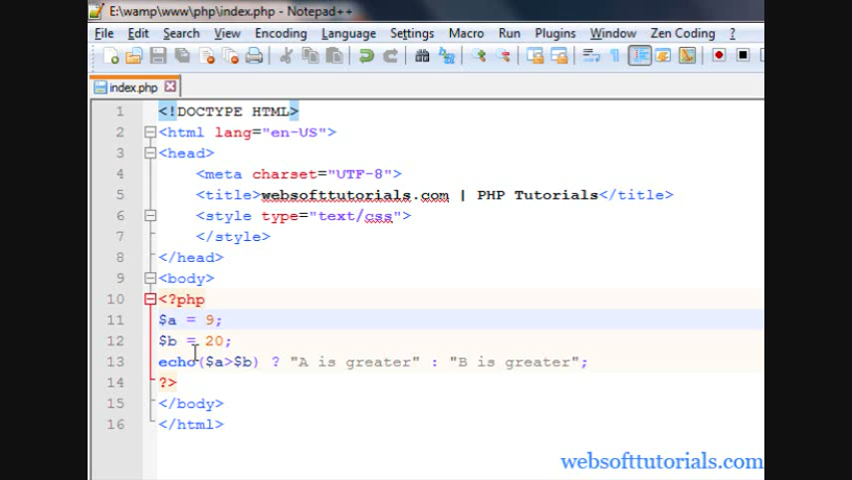 E:\wamp\www\php\index.php - Notepad++
File Edit Search View Encoding Language Settings Macro Run Plugins Window Zen Coding ?
index.php
1 <!DOCTYPE HTML>
2 <html lang="en-US">
3 <head>
4 <meta charset="UTF-8">
5 <title>websofttutorials.com | PHP Tutorials</title>
6 <style type="text/css">
7 </style>
8 </head>
9 <body>
10 <?php
11 $a = 9;
12 $b = 20;
13 echo($a>$b) ? "A is greater" : "B is greater";
14 ?>
15 </body>
16 </html>
websofttutorials.com